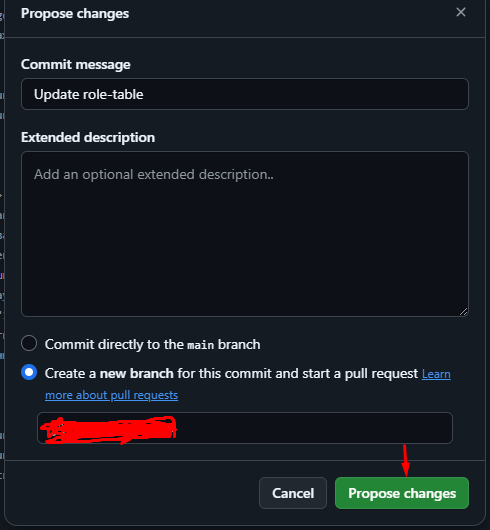 Propose changes
Commit message
Update role-table
Extended description
Add an optional extended description..
Commit directly to the main branch
Create a new branch for this commit and start a pull request Learn
more about pull requests
Cancel
Propose changes